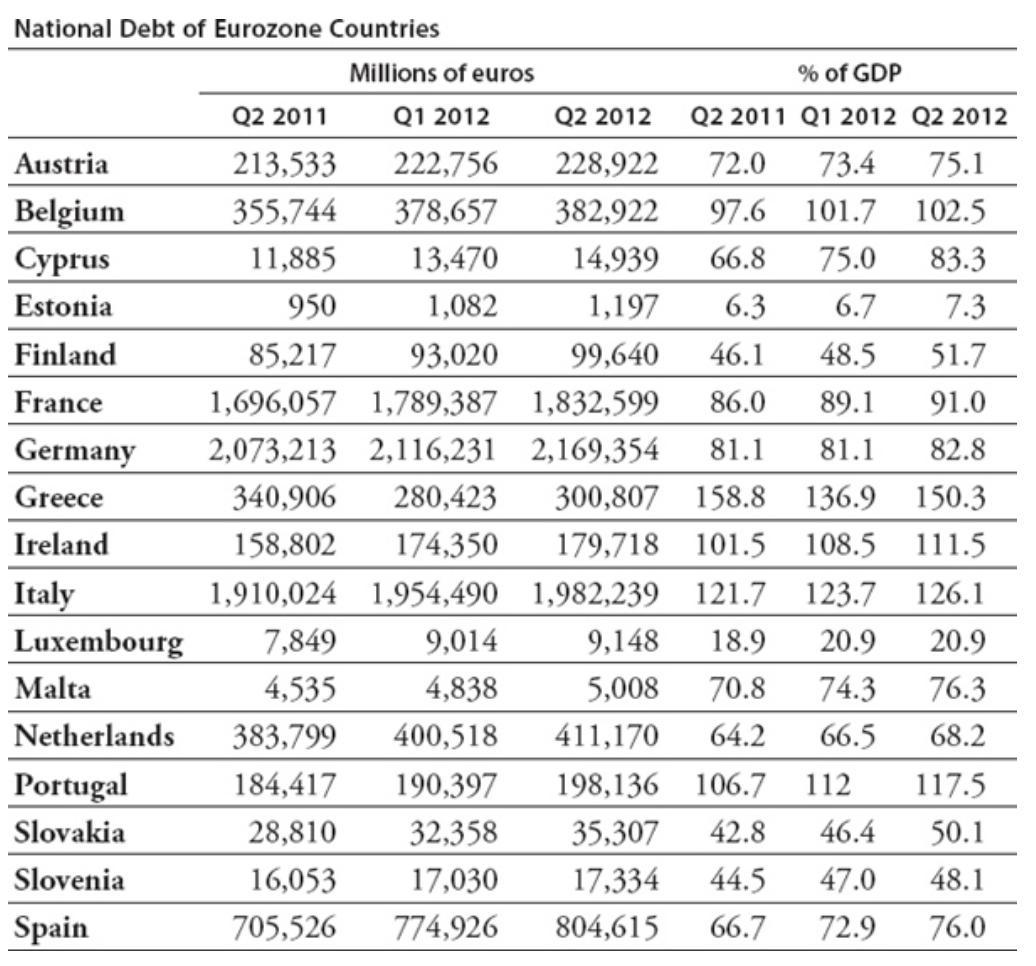 National Debt of Eurozone Countries
Millions of euros % of GDP
Q2 2011 Q1 2012 Q2 2012 Q2 2011 Q1 2012 Q2 2012
Austria 213,533 222,756 228,922 72.0 73.4 75.1
Belgium 355,744 378,657 382,922 97.6 101.7 102.5
Cyprus 11,885 13,470 14,939 66.8 75.0 83.3
Estonia 950 1,082 1,197 6.3 6.7 7.3
Finland 85,217 93,020 99,640 46.1 48.5 51.7
France 1,696,057 1,789,387 1,832,599 86.0 89.1 91.0
Germany 2,073,213 2,116,231 2,169,354 81.1 81.1 82.8
Greece 340,906 280,423 300,807 158.8 136.9 150.3
Ireland 158,802 174,350 179,718 101.5 108.5 111.5
Italy 1,910,024 1,954,490 1,982,239 121.7 123.7 126.1
Luxembourg 7,849 9,014 9,148 18.9 20.9 20.9
Malta 4,535 4,838 5,008 70.8 74.3 76.3
Netherlands 383,799 400,518 411,170 64.2 66.5 68.2
Portugal 184,417 190,397 198,136 106.7 112 117.5
Slovakia 28,810 32,358 35,307 42.8 46.4 50.1
Slovenia 16,053 17,030 17,334 44.5 47.0 48.1
Spain 705,526 774,926 804,615 66.7 72.9 76.0